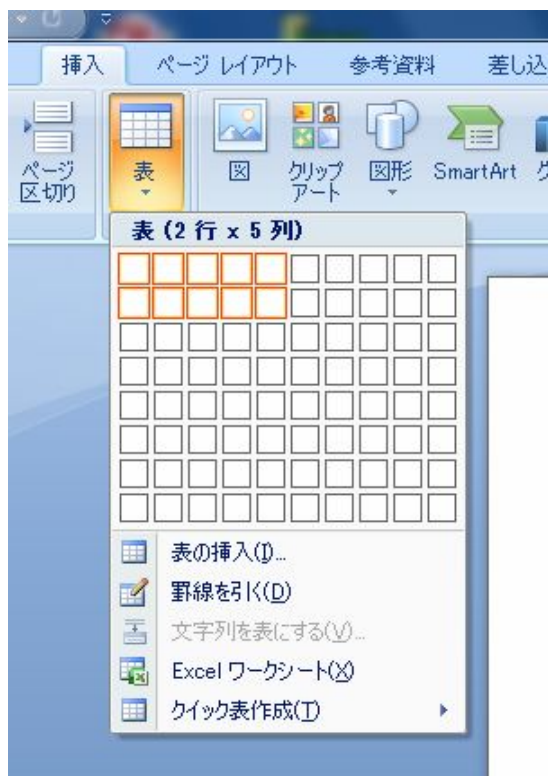 挿入 ページ レイアウト 参考資料 差し込
ページ
区切り
表
図
クリップ
アート
図形
SmartArt
グ
表 (2 行 x 5 列)
表の挿入(I)...
罫線を引く(D)
文字列を表にする(V)...
Excel ワークシート(X)
クイック表作成(T)